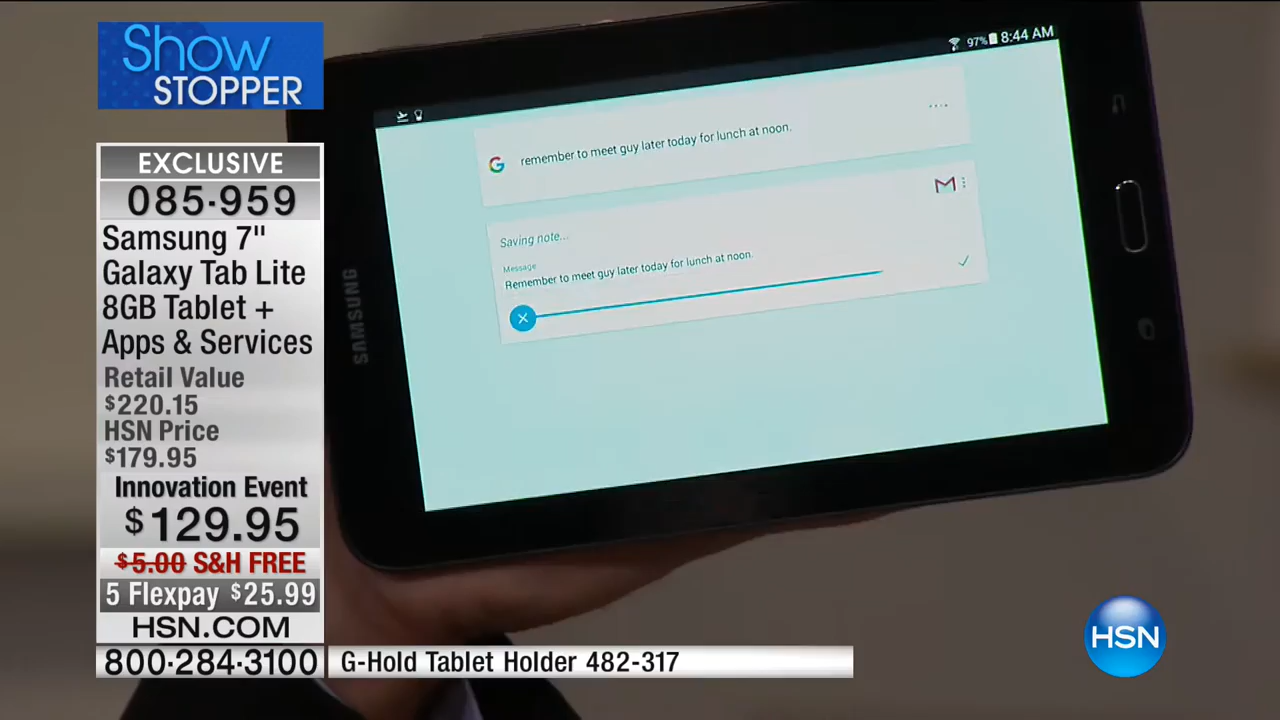 Show
STOPPER
EXCLUSIVE
085-959
Samsung 7"
Galaxy Tab Lite
8GB Tablet +
Apps & Services
Retail Value
$220.15
HSN Price
$179.95
Innovation Event
$129.95
$5.00 S&H FREE
5 Flexpay $25.99
HSN.COM
800-284-3100
G-Hold Tablet Holder 482-317
97% 8:44 AM
remember to meet guy later today for lunch at noon.
Saving note...
Message
Remember to meet guy later today for lunch at noon.
SAMSUNG
HSN